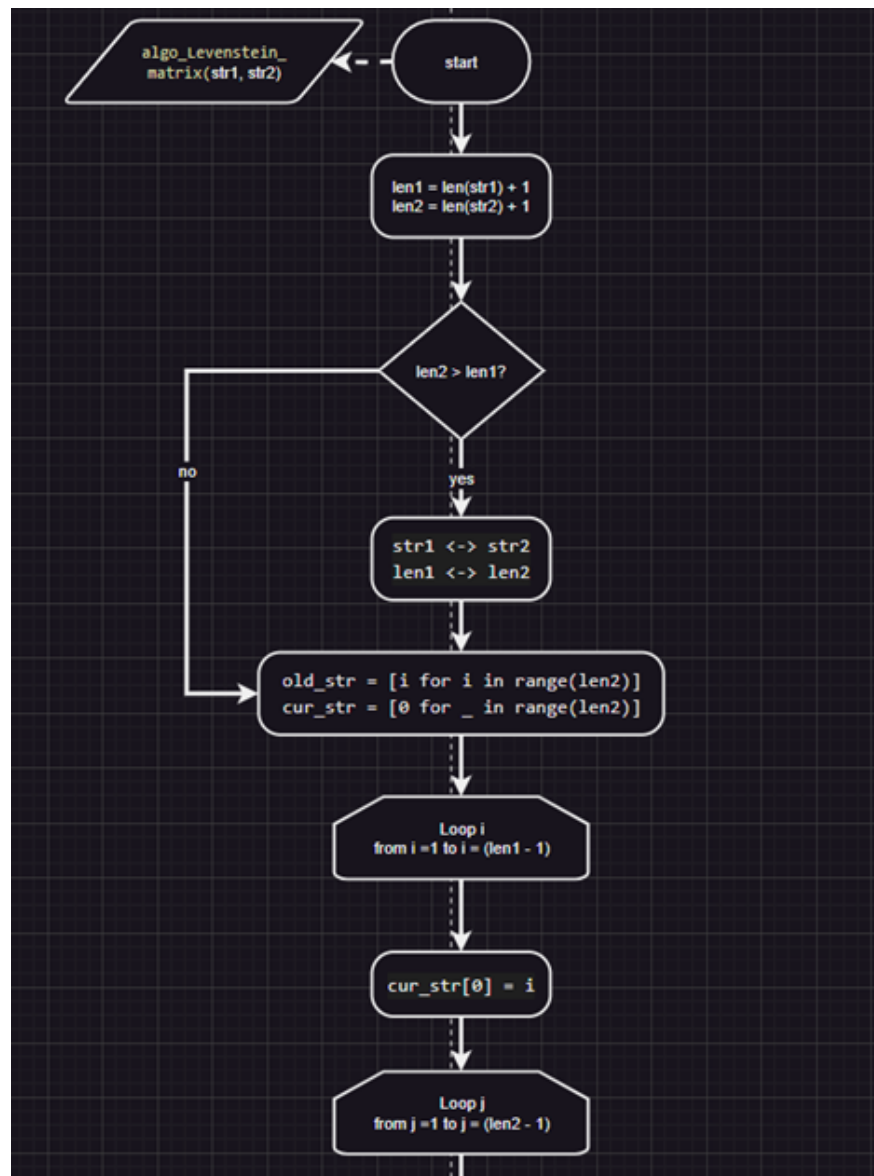 algo_Levenstein_
matrix(str1, str2)
start
len1 = len(str1) + 1
len2 = len(str2) + 1
len2 > len1?
no
yes
str1 <-> str2
len1 <-> len2
old_str = [i for i in range(len2)]
cur_str = [0 for _ in range(len2)]
Loop i
from i =1 to i = (len1 - 1)
cur_str[0] = i
Loop j
from j =1 to j = (len2 - 1)